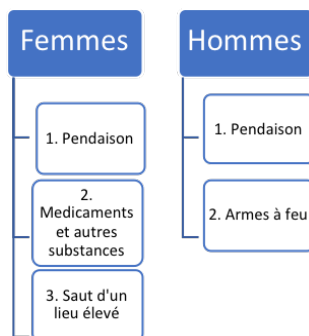 Femmes
1. Pendaison
2.
Medicaments
et autres
substances
3. Saut d'un
lieu élevé
Hommes
1. Pendaison
2. Armes à feu